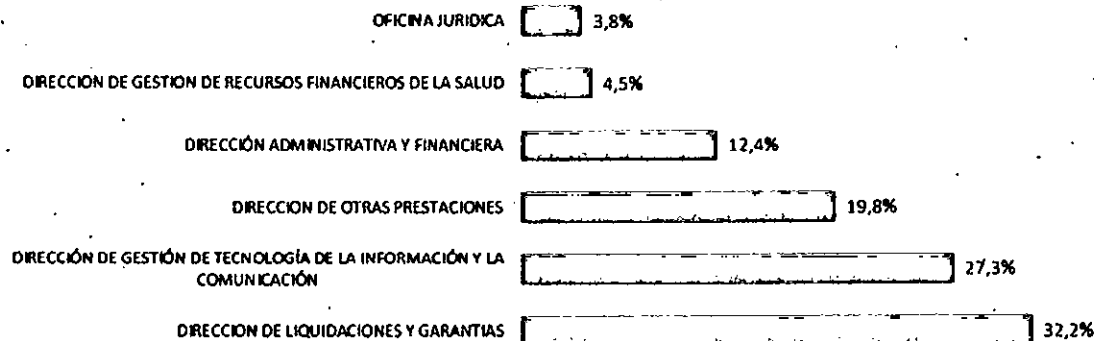 OFICINA JURIDICA 3,8%
DIRECCION DE GESTION DE RECURSOS FINANCIEROS DE LA SALUD 4,5%
DIRECCIÓN ADMINISTRATIVA Y FINANCIERA 12,4%
DIRECCION DE OTRAS PRESTACIONES 19,8%
DIRECCIÓN DE GESTIÓN DE TECNOLOGÍA DE LA INFORMACIÓN Y LA
COMUNICACIÓN 27,3%
DIRECCION DE LIQUIDACIONES Y GARANTIAS 32,2%